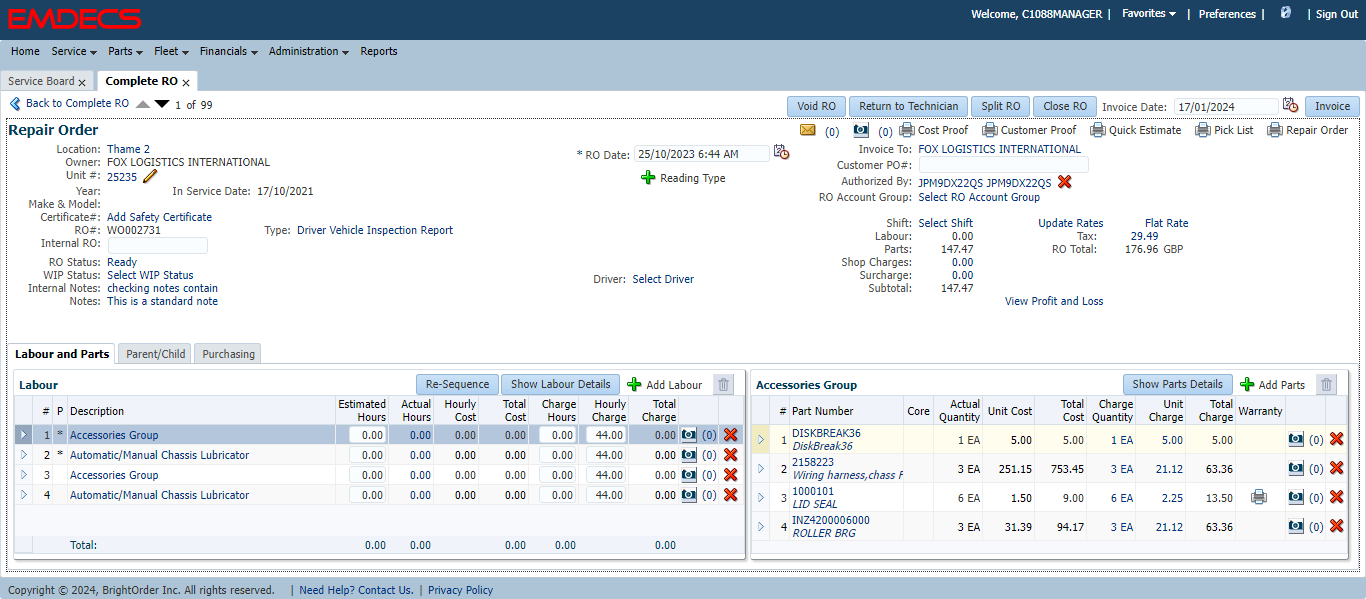 EMDECS
Welcome, C1088MANAGER | Favorites | Preferences | | Sign Out
Home Service Parts Fleet Financials Administration Reports
Service Board x Complete RO x
Back to Complete RO 1 of 99 Void RO Return to Technician Split RO Close RO Invoice Date: 17/01/2024 Invoice
Repair Order (0) (0) Cost Proof Customer Proof Quick Estimate Pick List Repair Order
Location: Thame 2 * RO Date: 25/10/2023 6:44 AM Invoice To: FOX LOGISTICS INTERNATIONAL
Owner: FOX LOGISTICS INTERNATIONAL Customer PO#:
Unit #: 25235 Reading Type Authorized By: JPM9DX22QS JPM9DX22QS
Year: In Service Date: 17/10/2021 RO Account Group: Select RO Account Group
Make & Model:
Certificate#: Add Safety Certificate Shift: Select Shift Update Rates Flat Rate
RO#: WO002731 Type: Driver Vehicle Inspection Report Labour: 0.00 Tax: 29.49
Internal RO: Parts: 147.47 RO Total: 176.96 GBP
RO Status: Ready Shop Charges: 0.00
WIP Status: Select WIP Status Driver: Select Driver Surcharge: 0.00
Internal Notes: checking notes contain Subtotal: 147.47
Notes: This is a standard note View Profit and Loss
Labour and Parts Parent/Child Purchasing
Labour Re-Sequence Show Labour Details Add Labour
# P Description Estimated Hours Actual Hours Hourly Cost Total Cost Charge Hours Hourly Charge Total Charge
1 * Accessories Group 0.00 0.00 0.00 0.00 0.00 44.00 0.00 (0)
2 * Automatic/Manual Chassis Lubricator 0.00 0.00 0.00 0.00 0.00 44.00 0.00 (0)
3 Accessories Group 0.00 0.00 0.00 0.00 0.00 44.00 0.00 (0)
4 Automatic/Manual Chassis Lubricator 0.00 0.00 0.00 0.00 0.00 44.00 0.00 (0)
Total: 0.00 0.00 0.00 0.00 0.00
Accessories Group Show Parts Details Add Parts
# Part Number Core Actual Quantity Unit Cost Total Cost Charge Quantity Unit Charge Total Charge Warranty
1 DISKBREAK36 1 EA 5.00 5.00 1 EA 5.00 5.00 (0)
DiskBreak36
2 2158223 3 EA 251.15 753.45 3 EA 21.12 63.36 (0)
Wiring harness,chass F
3 1000101 6 EA 1.50 9.00 6 EA 2.25 13.50 (0)
LID SEAL
4 INZ4200006000 3 EA 31.39 94.17 3 EA 21.12 63.36 (0)
ROLLER BRG
Copyright © 2024, BrightOrder Inc. All rights reserved. | Need Help? Contact Us. | Privacy Policy